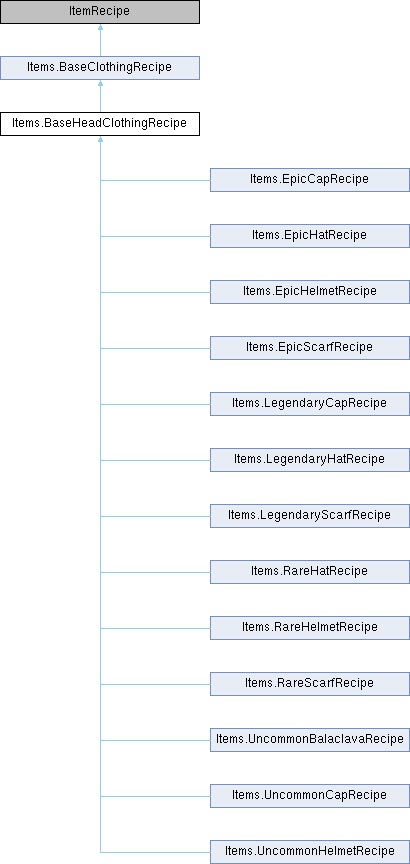 ItemRecipe
Items.BaseClothingRecipe
Items.BaseHeadClothingRecipe
Items.EpicCapRecipe
Items.EpicHatRecipe
Items.EpicHelmetRecipe
Items.EpicScarfRecipe
Items.LegendaryCapRecipe
Items.LegendaryHatRecipe
Items.LegendaryScarfRecipe
Items.RareHatRecipe
Items.RareHelmetRecipe
Items.RareScarfRecipe
Items.UncommonBalaclavaRecipe
Items.UncommonCapRecipe
Items.UncommonHelmetRecipe